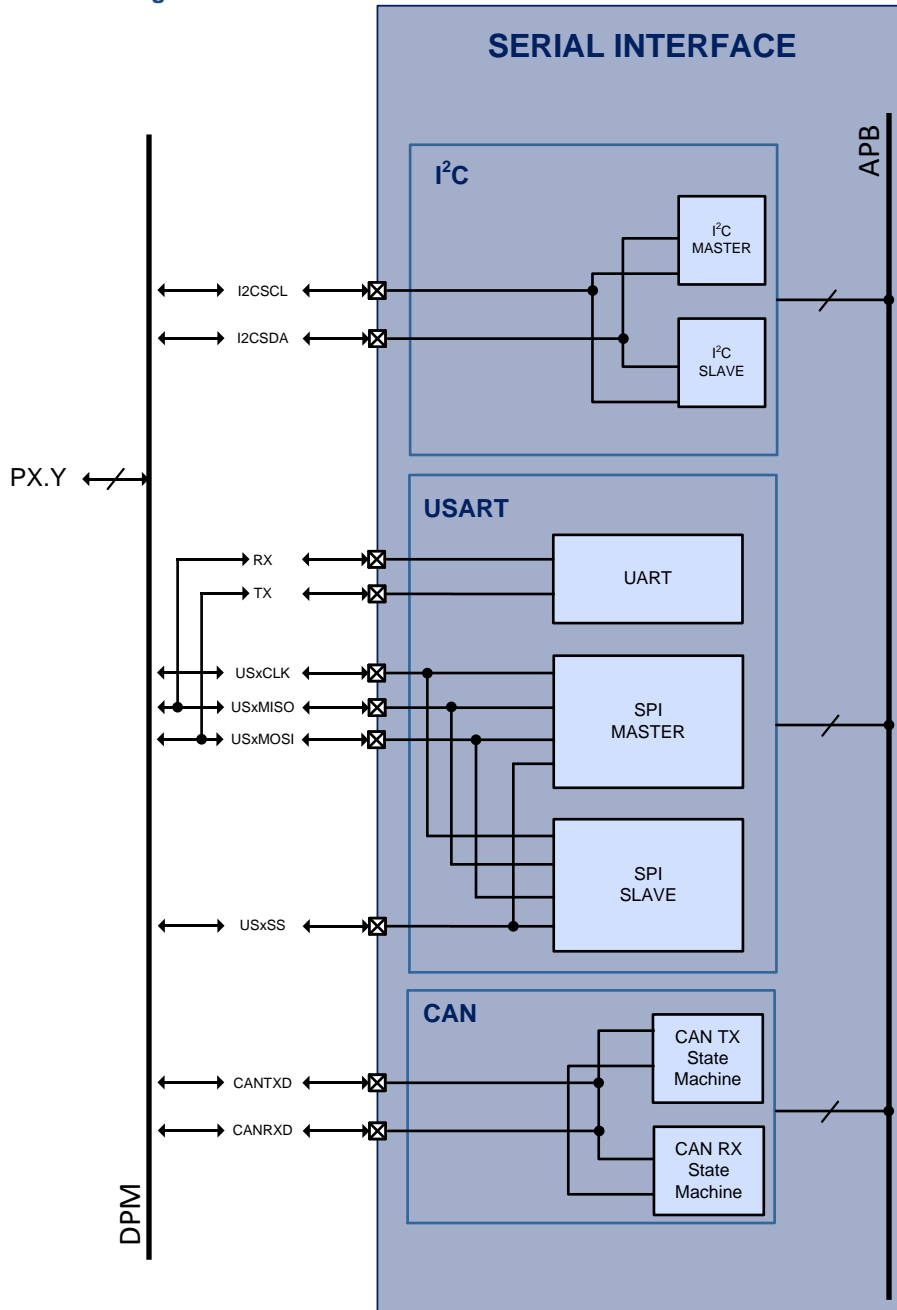 SERIAL INTERFACE
APB
I²C
I²C
MASTER
I2CSCL
I2CSDA
I²C
SLAVE
PX.Y
USART
RX
UART
TX
USxCLK
USxMISO
SPI
MASTER
USxMOSI
SPI
SLAVE
USxSS
CAN
CAN TX
State
Machine
CANTXD
CANRXD
CAN RX
State
Machine
DPM